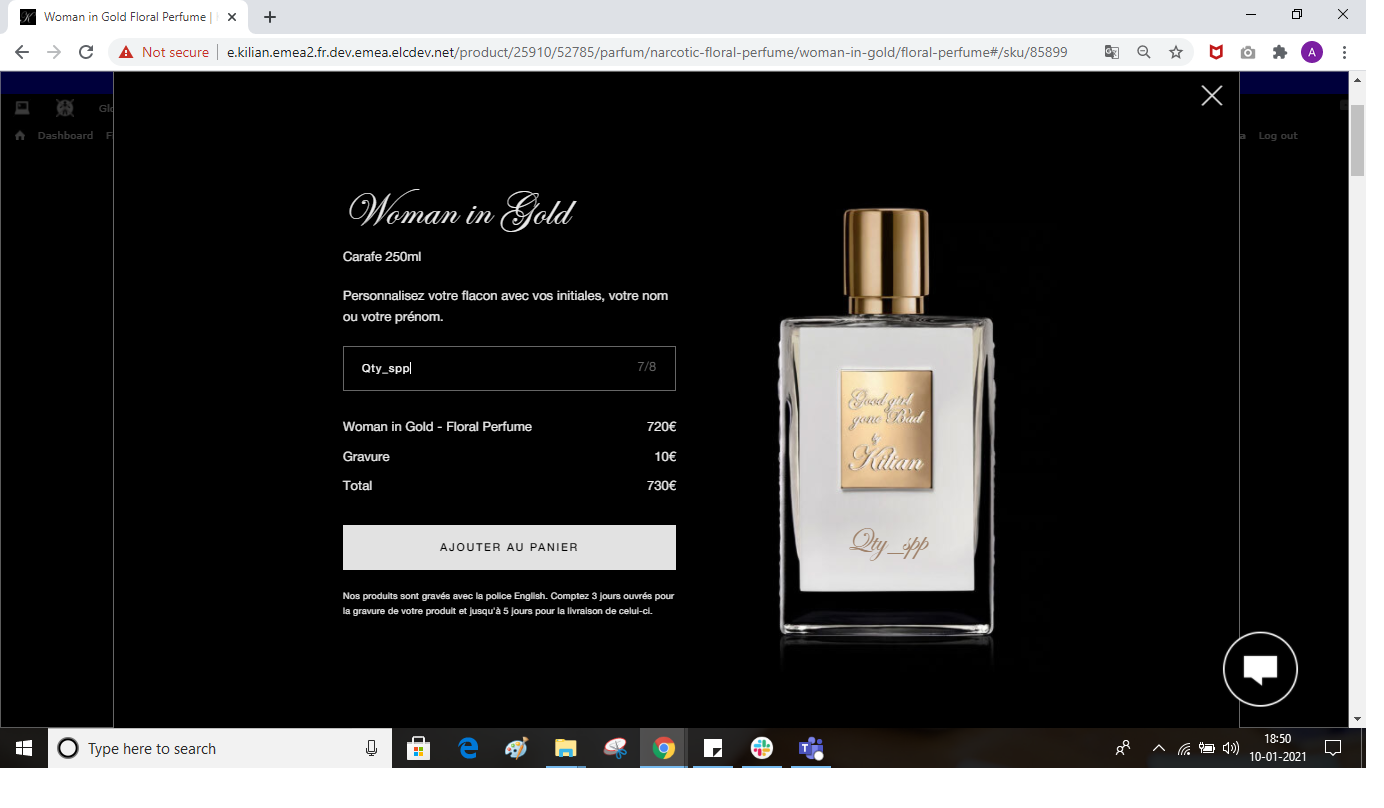 Woman in Gold Floral Perfume |
Not secure
e.kilian.emea2.fr.dev.emea.elcdev.net/product/25910/52785/parfum/narcotic-floral-perfume/woman-in-gold/floral-perfume#/sku/85899
A
Dashboard
Log out
Woman in Gold
Carafe 250ml
Personnalisez votre flacon avec vos initiales, votre nom
ou votre prénom.
Qty_spp 7/8
Woman in Gold - Floral Perfume 720€
Gravure 10€
Total 730€
AJOUTER AU PANIER
Nos produits sont gravés avec la police English. Comptez 3 jours ouvrés pour
la gravure de votre produit et jusqu'à 5 jours pour la livraison de celui-ci.
Good girl
gone Bad
by
Kilian
Qty_spp
Type here to search
18:50
10-01-2021